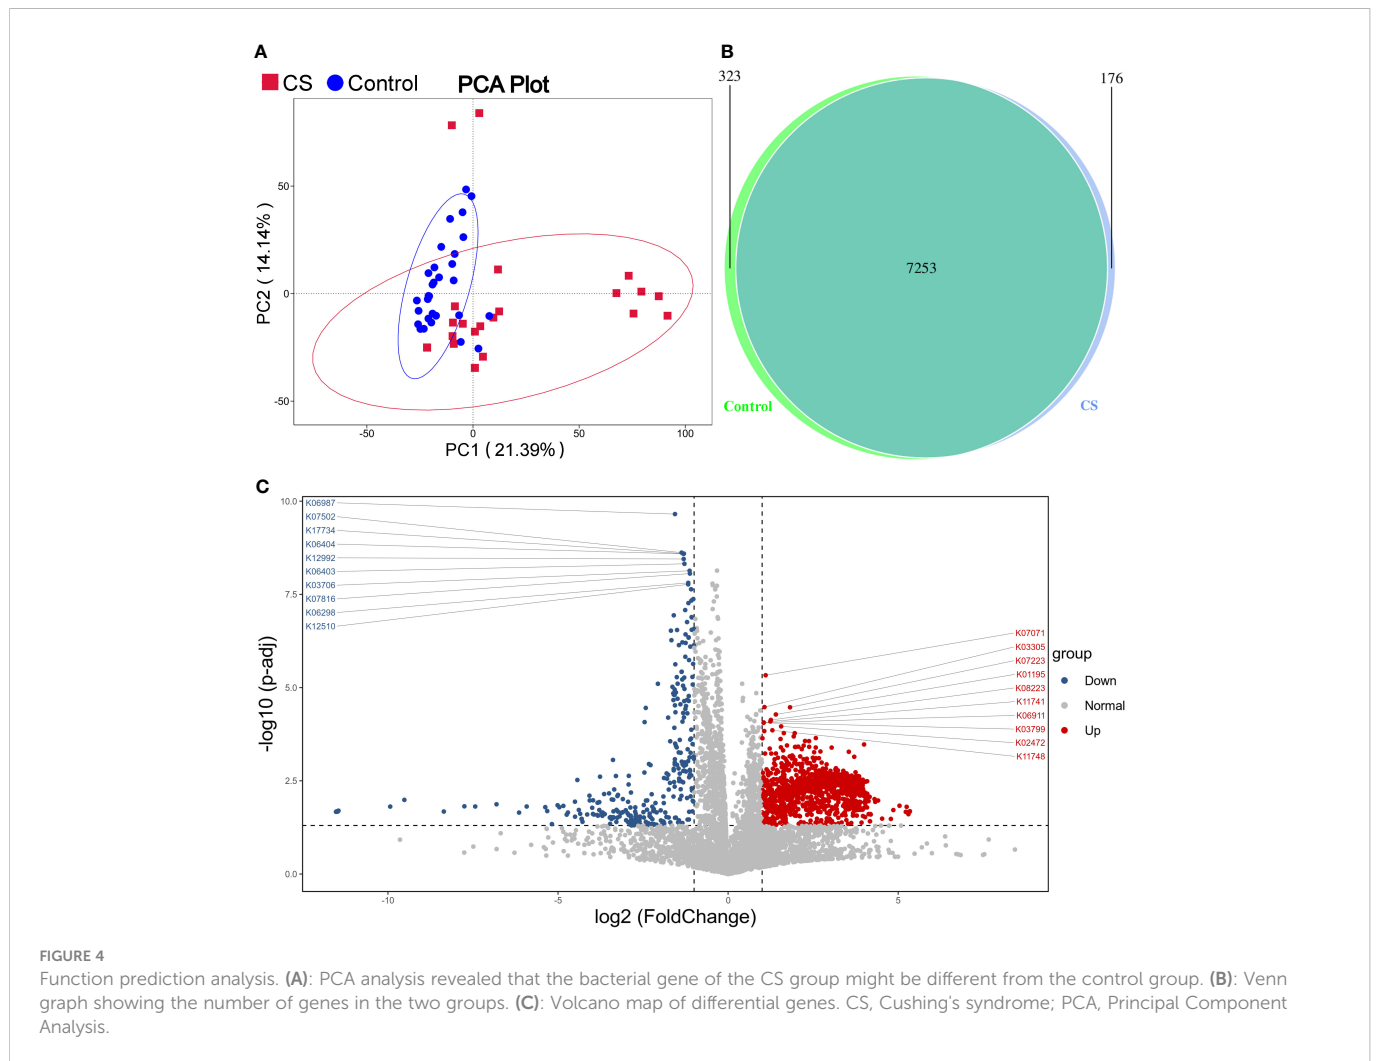 A
CS Control PCA Plot
50
0
-50
PC2 ( 14.14% )
-50 0 50 100
PC1 ( 21.39% )
B
323
176
7253
Control
CS
C
10.0
7.5
5.0
2.5
0.0
-log10 (p-adj)
K06987
K07502
K17734
K06404
K12992
K06403
K03706
K07816
K06298
K12510
K07071
K03305
K07223
K01195
K08223
K11741
K06911
K03799
K02472
K11748
group
Down
Normal
Up
-10 -5 0 5
log2 (FoldChange)
FIGURE 4
Function prediction analysis. (A): PCA analysis revealed that the bacterial gene of the CS group might be different from the control group. (B): Venn
graph showing the number of genes in the two groups. (C): Volcano map of differential genes. CS, Cushing's syndrome; PCA, Principal Component
Analysis.